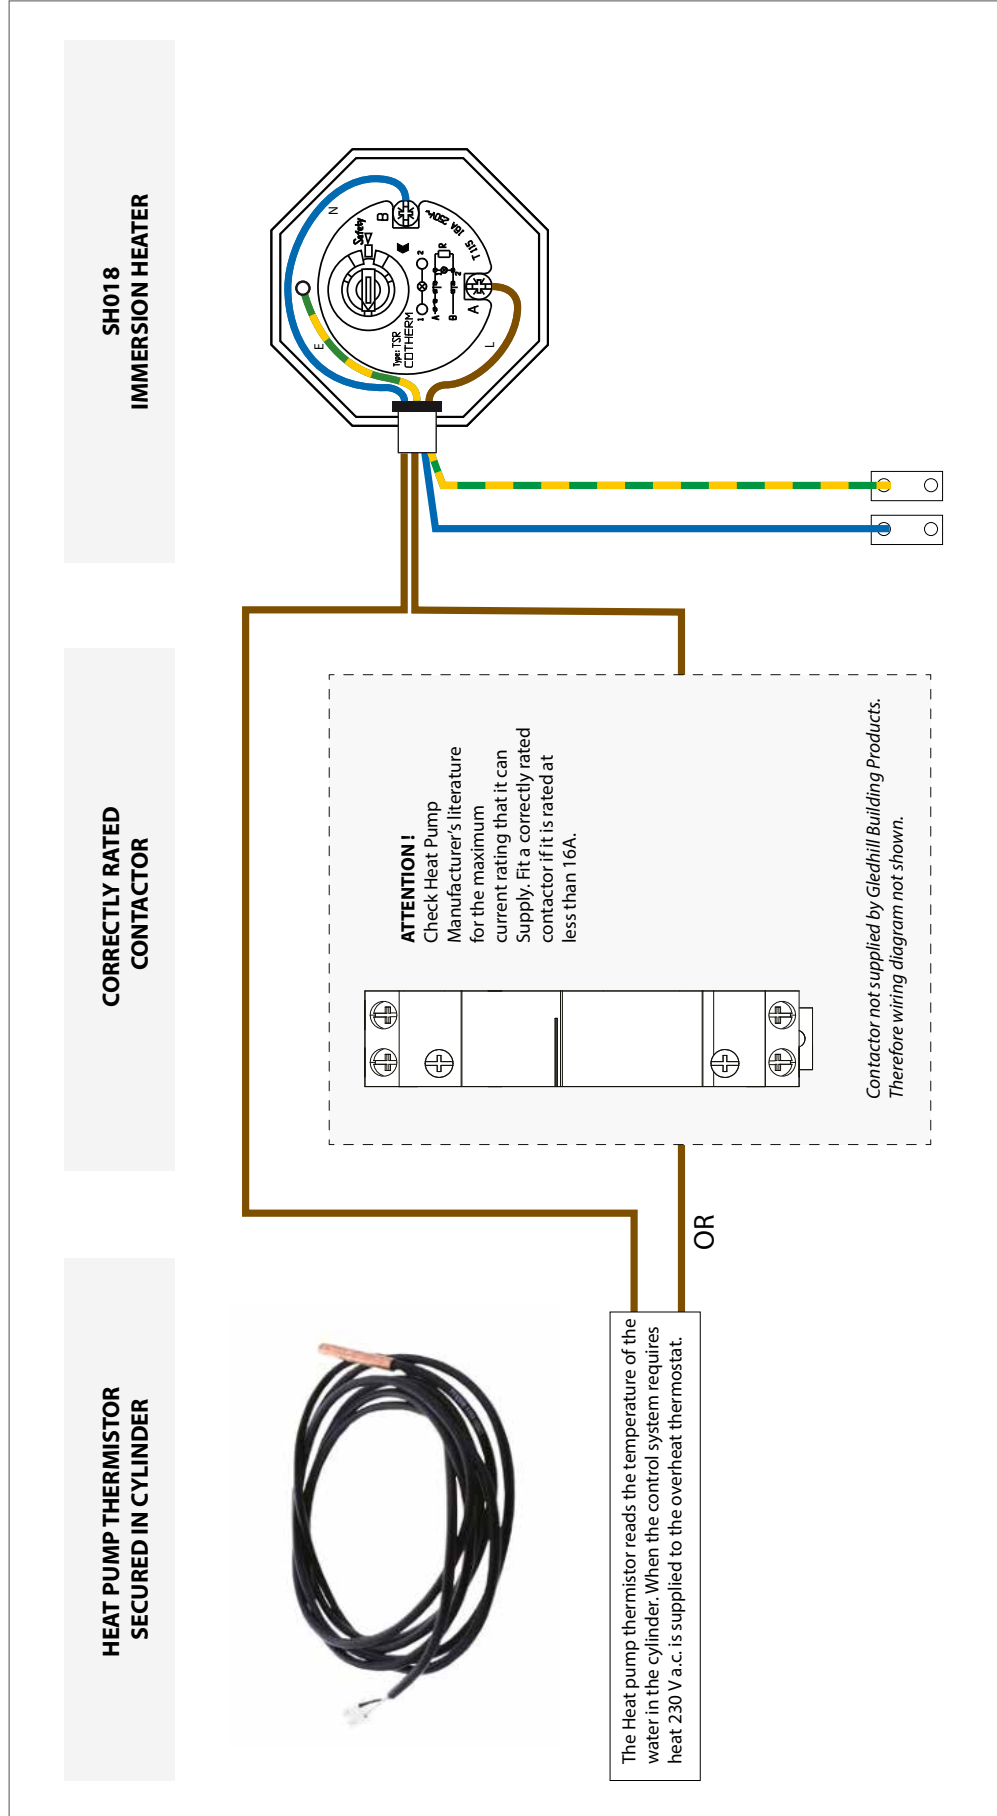 HEAT PUMP THERMISTOR
SECURED IN CYLINDER
CORRECTLY RATED
CONTACTOR
SH018
IMMERSION HEATER
The Heat pump thermistor reads the temperature of the
water in the cylinder. When the control system requires
heat 230 V a.c. is supplied to the overheat thermostat.
OR
ATTENTION !
Check Heat Pump
Manufacturer's literature
for the maximum
current rating that it can
Supply. Fit a correctly rated
contactor if it is rated at
less than 16A.
Contactor not supplied by Gledhill Building Products.
Therefore wiring diagram not shown.
E
N
L
Safety
B
A
Type: TSR
COTHERM
1
2
A
B
1
2
R
T 115 16A 250V~